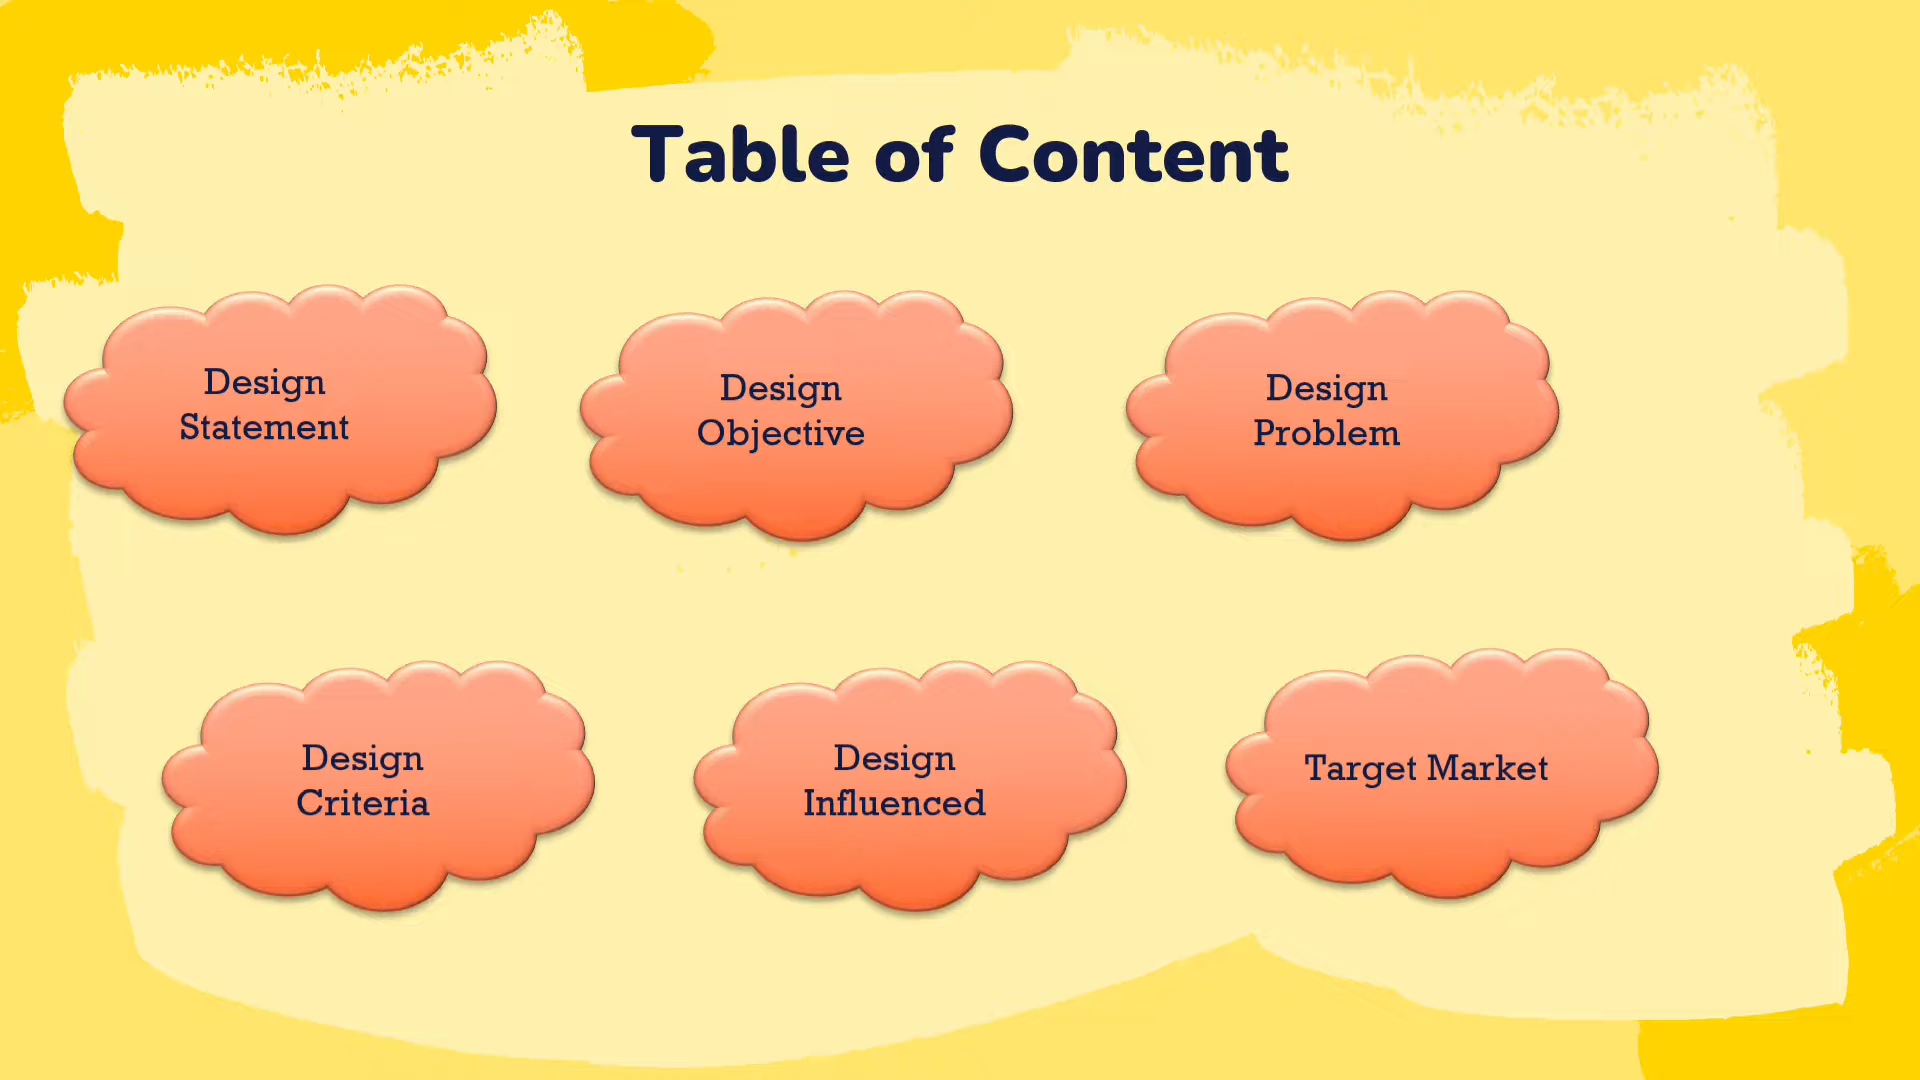 Table of Content
Design
Statement
Design
Objective
Design
Problem
Design
Criteria
Design
Influenced
Target Market